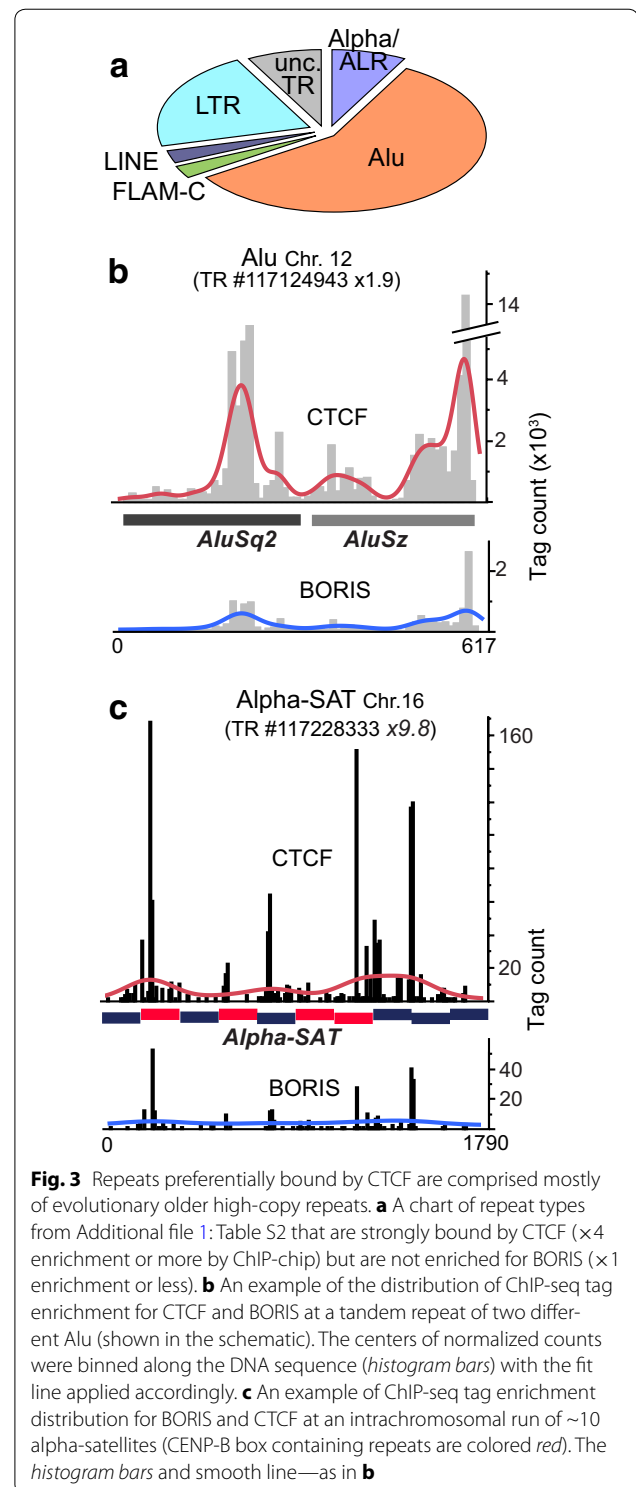 a
Alpha/
ALR
unc.
TR
LTR
LINE
FLAM-C
Alu
b
Alu Chr. 12
(TR #117124943 x1.9)
14
4
2
CTCF
Tag count (x10³)
AluSq2 AluSz
BORIS
2
0 617
c
Alpha-SAT Chr.16
(TR #117228333 x9.8)
160
CTCF
20
Tag count
Alpha-SAT
BORIS
40
20
0 1790
Fig. 3 Repeats preferentially bound by CTCF are comprised mostly
of evolutionary older high-copy repeats. a A chart of repeat types
from Additional file 1: Table S2 that are strongly bound by CTCF (×4
enrichment or more by ChIP-chip) but are not enriched for BORIS (×1
enrichment or less). b An example of the distribution of ChIP-seq tag
enrichment for CTCF and BORIS at a tandem repeat of two differ-
ent Alu (shown in the schematic). The centers of normalized counts
were binned along the DNA sequence (histogram bars) with the fit
line applied accordingly. c An example of ChIP-seq tag enrichment
distribution for BORIS and CTCF at an intrachromosomal run of ~10
alpha-satellites (CENP-B box containing repeats are colored red). The
histogram bars and smooth line—as in b